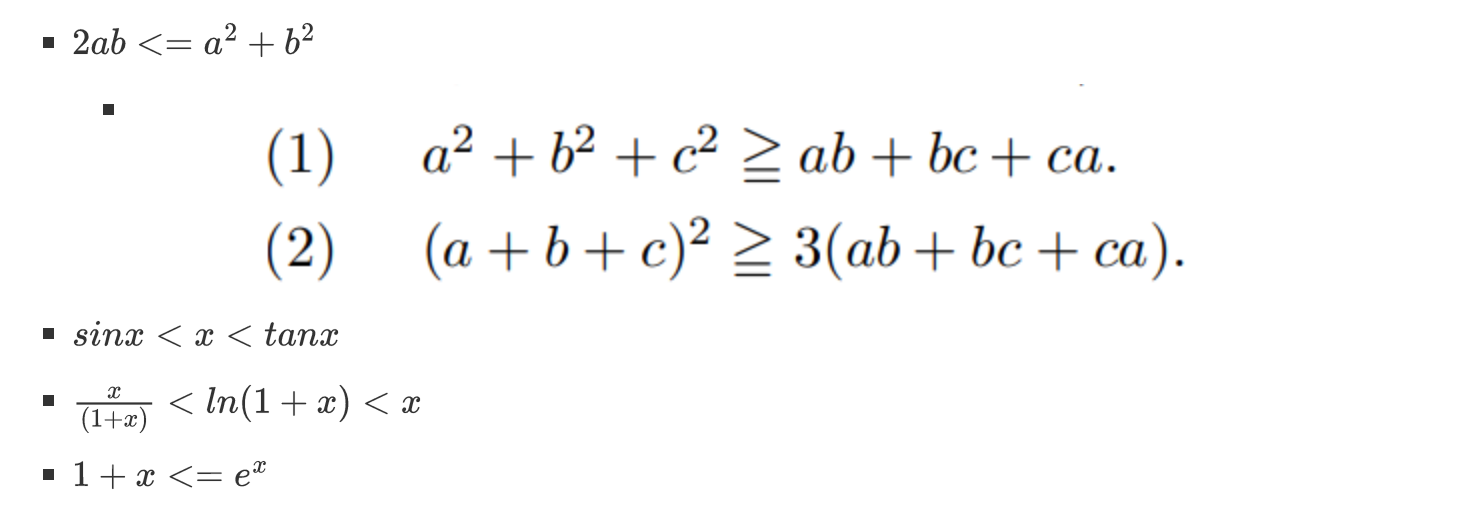 ▪ 2ab <= a² + b²
▪
(1) a² + b² + c² ≧ ab + bc + ca.
(2) (a + b + c)² ≧ 3(ab + bc + ca).
▪ sinx < x < tanx
▪ x/(1+x) < ln(1 + x) < x
▪ 1 + x <= eˣ